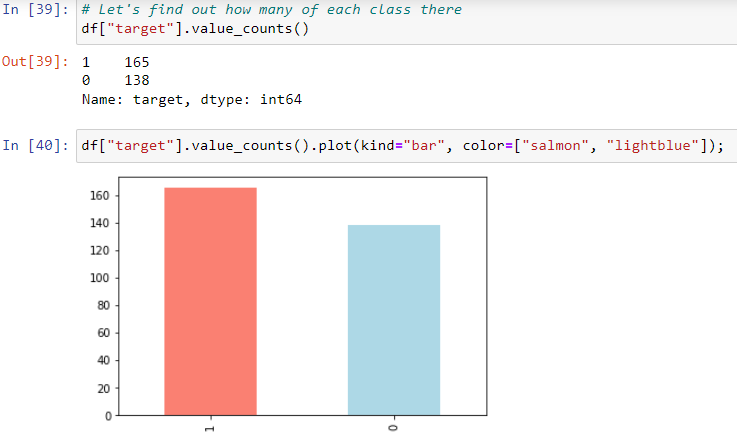 In [39]: # Let's find out how many of each class there
df["target"].value_counts()
Out[39]: 1    165
0    138
Name: target, dtype: int64
In [40]: df["target"].value_counts().plot(kind="bar", color=["salmon", "lightblue"]);
160
140
120
100
80
60
40
20
0
1 0